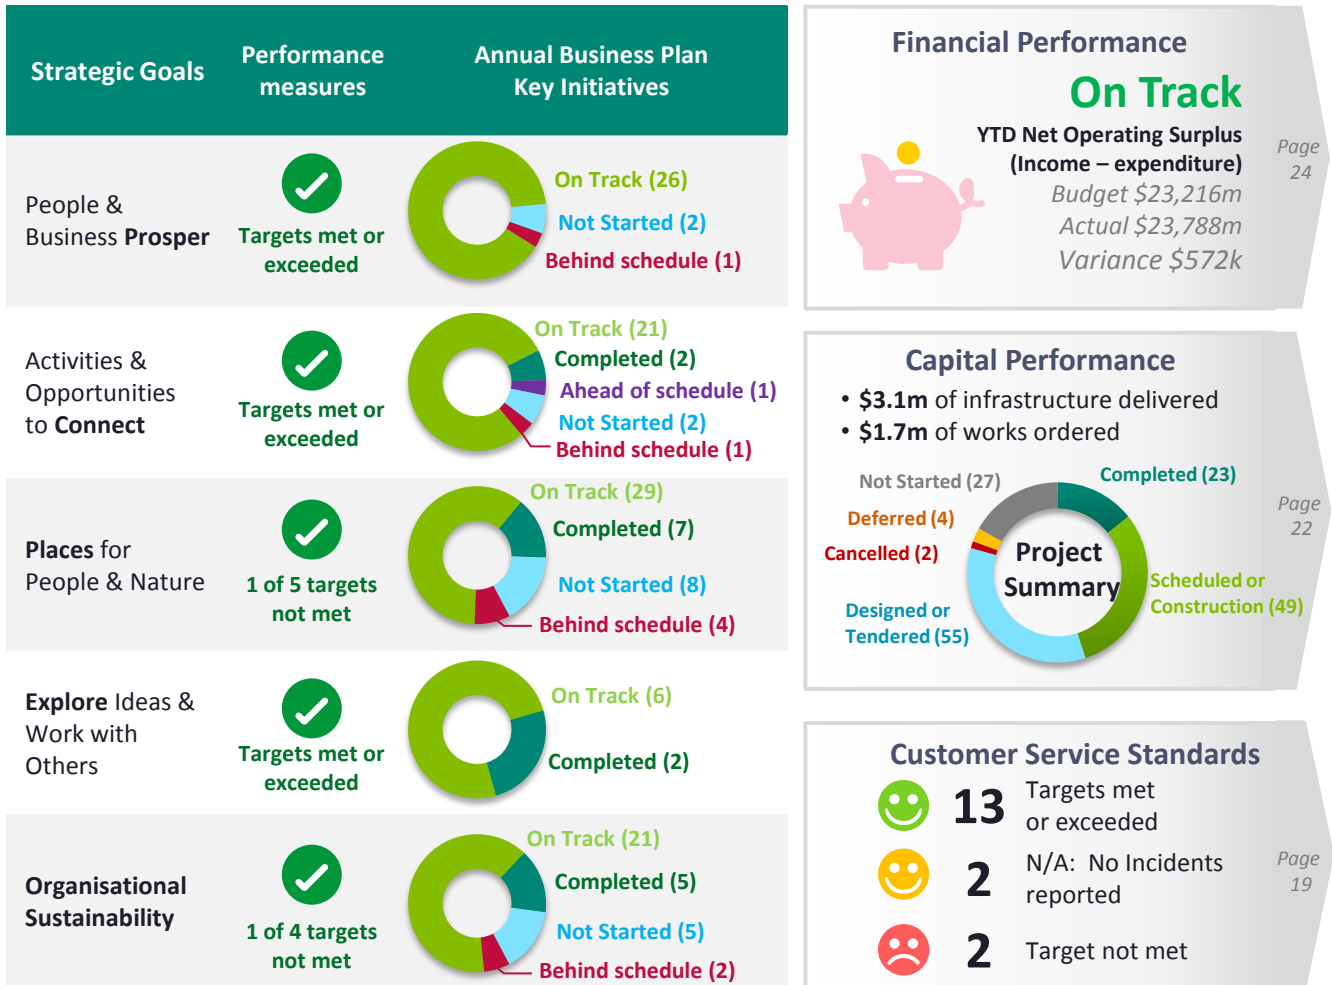 Strategic Goals
Performance
measures
Annual Business Plan
Key Initiatives
People &
Business Prosper
Targets met or
exceeded
On Track (26)
Not Started (2)
Behind schedule (1)
Activities &
Opportunities
to Connect
Targets met or
exceeded
On Track (21)
Completed (2)
Ahead of schedule (1)
Not Started (2)
Behind schedule (1)
Places for
People & Nature
1 of 5 targets
not met
On Track (29)
Completed (7)
Not Started (8)
Behind schedule (4)
Explore Ideas &
Work with
Others
Targets met or
exceeded
On Track (6)
Completed (2)
Organisational
Sustainability
1 of 4 targets
not met
On Track (21)
Completed (5)
Not Started (5)
Behind schedule (2)
Financial Performance
On Track
YTD Net Operating Surplus
(Income – expenditure)
Budget $23,216m
Actual $23,788m
Variance $572k
Page
24
Capital Performance
• $3.1m of infrastructure delivered
• $1.7m of works ordered
Not Started (27)
Completed (23)
Deferred (4)
Cancelled (2)
Project
Summary
Scheduled or
Construction (49)
Designed or
Tendered (55)
Page
22
Customer Service Standards
13 Targets met
or exceeded
2 N/A: No Incidents
reported
2 Target not met
Page
19